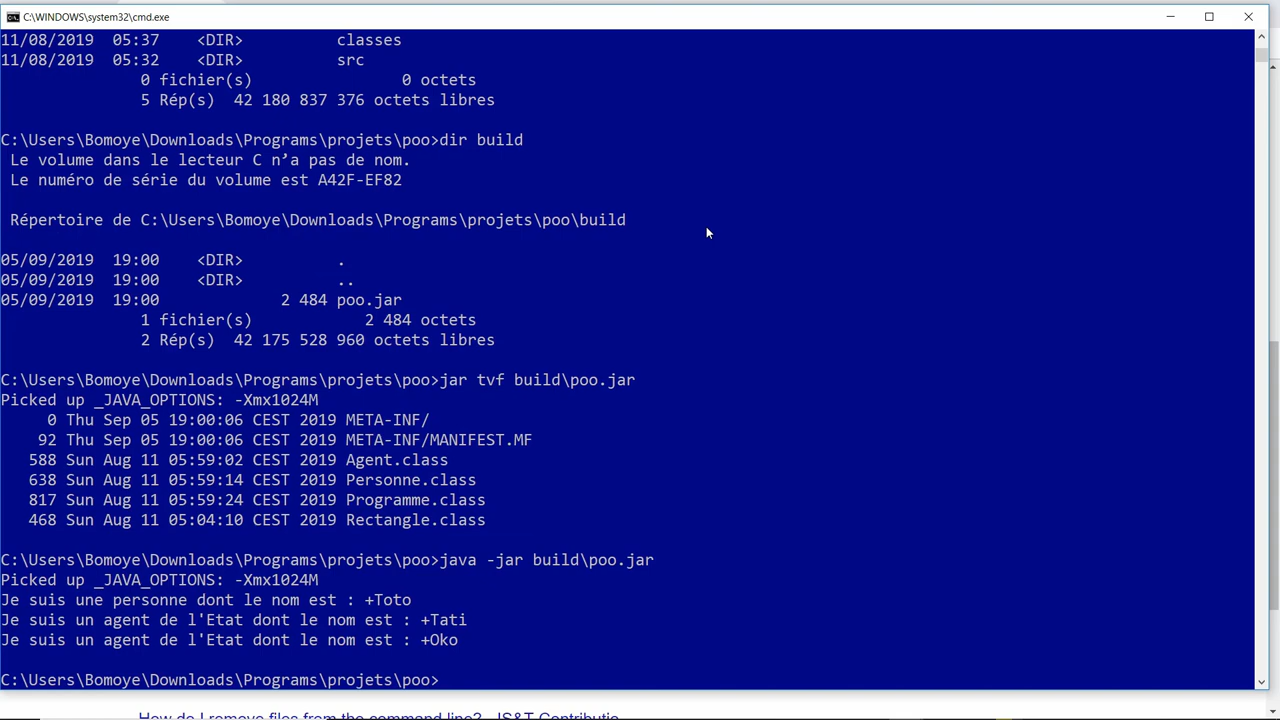 C:\WINDOWS\system32\cmd.exe
11/08/2019  05:37    <DIR>          classes
11/08/2019  05:32    <DIR>          src
               0 fichier(s)                0 octets
               5 Rép(s)  42 180 837 376 octets libres
C:\Users\Bomoye\Downloads\Programs\projets\poo>dir build
 Le volume dans le lecteur C n’a pas de nom.
 Le numéro de série du volume est A42F-EF82
 Répertoire de C:\Users\Bomoye\Downloads\Programs\projets\poo\build
05/09/2019  19:00    <DIR>          .
05/09/2019  19:00    <DIR>          ..
05/09/2019  19:00             2 484 poo.jar
               1 fichier(s)            2 484 octets
               2 Rép(s)  42 175 528 960 octets libres
C:\Users\Bomoye\Downloads\Programs\projets\poo>jar tvf build\poo.jar
Picked up _JAVA_OPTIONS: -Xmx1024M
     0 Thu Sep 05 19:00:06 CEST 2019 META-INF/
    92 Thu Sep 05 19:00:06 CEST 2019 META-INF/MANIFEST.MF
   588 Sun Aug 11 05:59:02 CEST 2019 Agent.class
   638 Sun Aug 11 05:59:14 CEST 2019 Personne.class
   817 Sun Aug 11 05:59:24 CEST 2019 Programme.class
   468 Sun Aug 11 05:04:10 CEST 2019 Rectangle.class
C:\Users\Bomoye\Downloads\Programs\projets\poo>java -jar build\poo.jar
Picked up _JAVA_OPTIONS: -Xmx1024M
Je suis une personne dont le nom est : +Toto
Je suis un agent de l'Etat dont le nom est : +Tati
Je suis un agent de l'Etat dont le nom est : +Oko
C:\Users\Bomoye\Downloads\Programs\projets\poo>
How do I remove files from the command line?